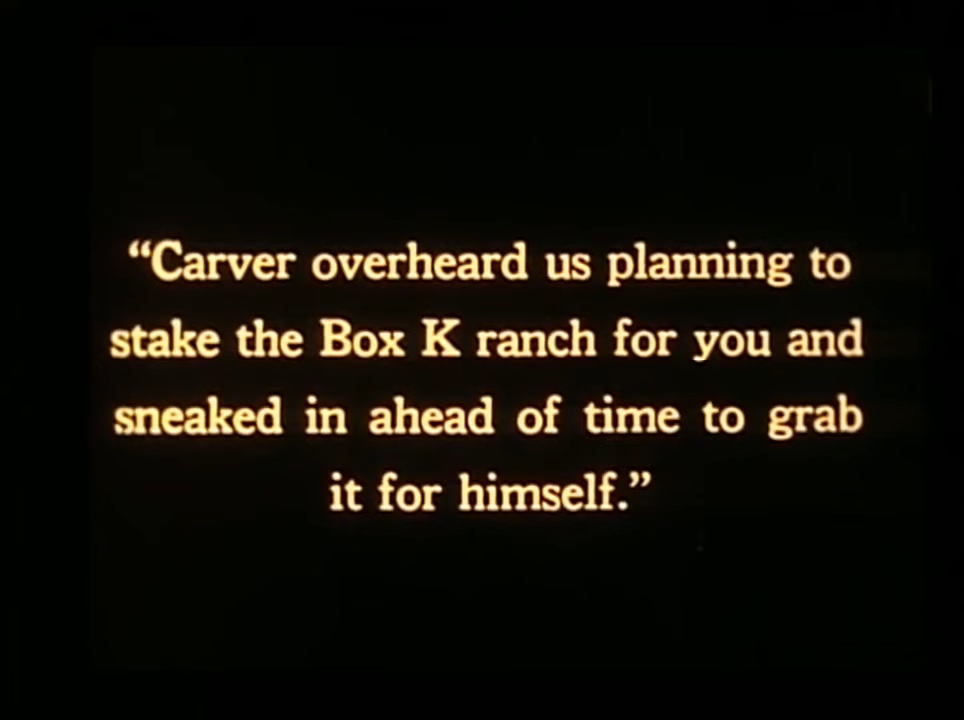 “Carver overheard us planning to
stake the Box K ranch for you and
sneaked in ahead of time to grab
it for himself.”